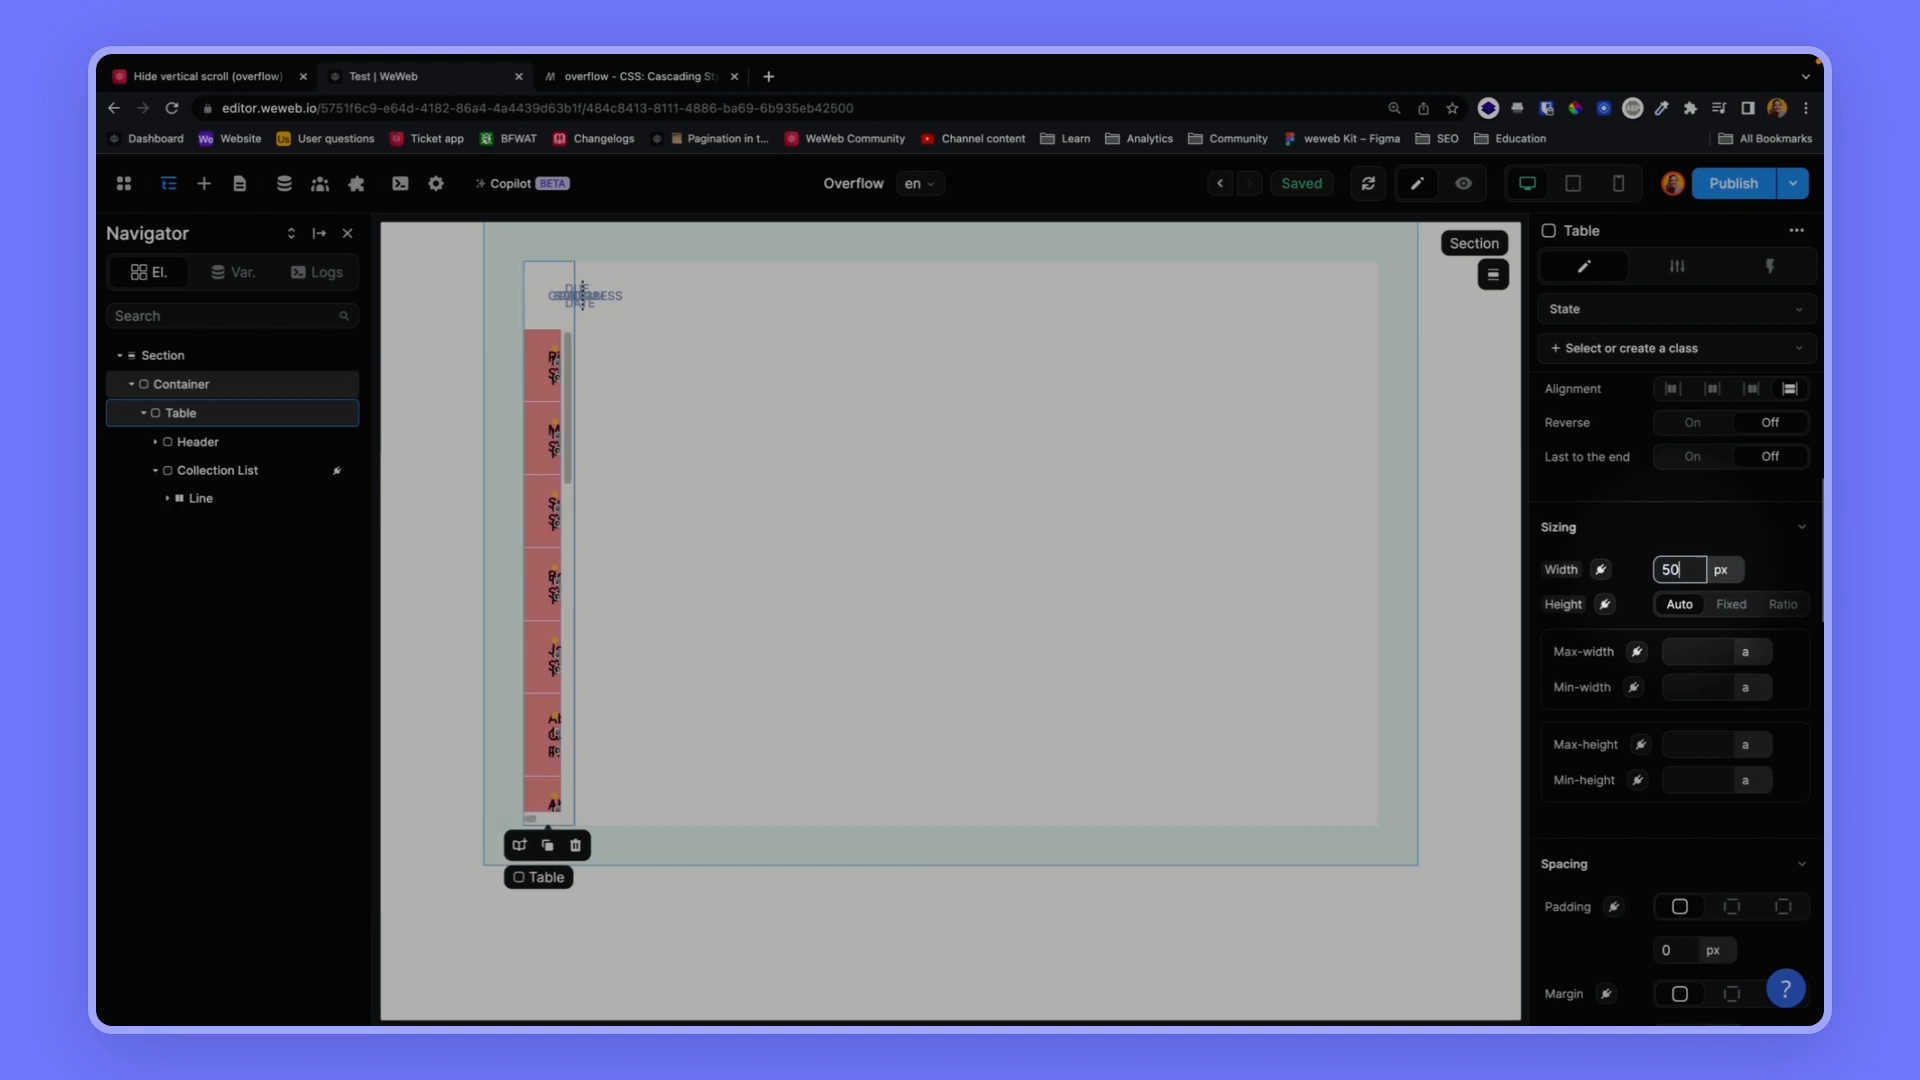 Hide vertical scroll (overflow)
Test | WeWeb
overflow - CSS: Cascading St
editor.weweb.io/5751f6c9-e64d-4182-86a4-4a4439d63b1f/484c8413-8111-4886-ba69-6b935eb42500
Dashboard
We Website
Us User questions
Ticket app
BFWAT
Changelogs
Pagination in t...
WeWeb Community
Channel content
Learn
Analytics
Community
weweb Kit – Figma
SEO
Education
All Bookmarks
Copilot BETA
Overflow
en
Saved
Publish
Navigator
El.
Var.
Logs
Search
Section
Container
Table
Header
Collection List
Line
Section
DUE
DATE
Table
Table
State
+ Select or create a class
Alignment
Reverse On Off
Last to the end On Off
Sizing
Width 50 px
Height Auto Fixed Ratio
Max-width a
Min-width a
Max-height a
Min-height a
Spacing
Padding
0 px
Margin
?